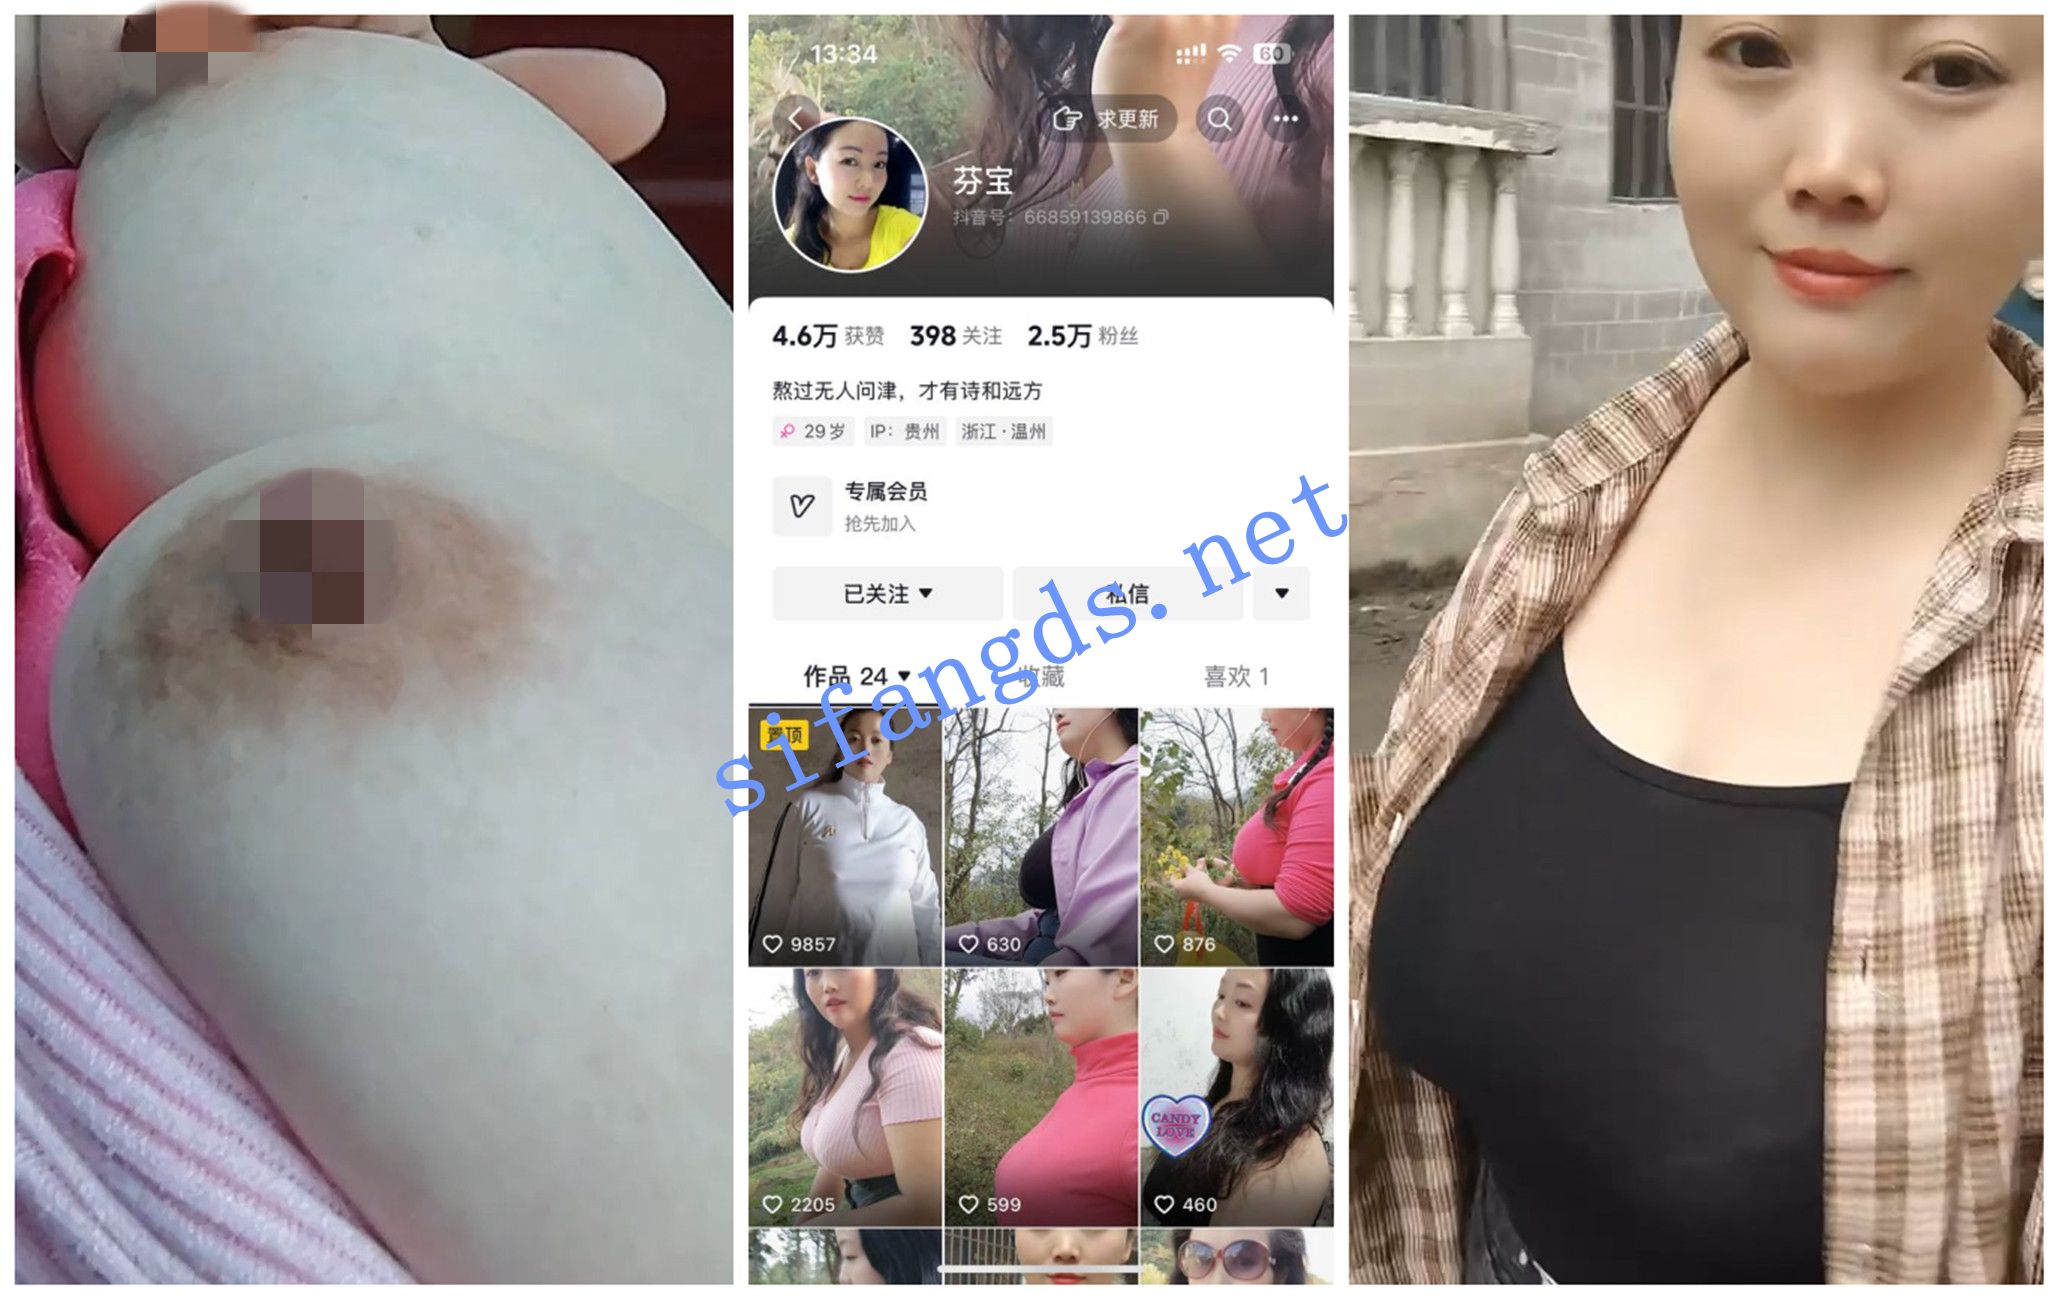 13:34
60
求更新
芬宝
抖音号：66859139866
4.6万 获赞 398 关注 2.5万 粉丝
熬过无人问津，才有诗和远方
29岁 IP：贵州 浙江·温州
专属会员
抢先加入
已关注 私信
作品 24 收藏 喜欢 1
置顶
9857 630 876
CANDY
LOVE
2205 599 460
sifangds.net